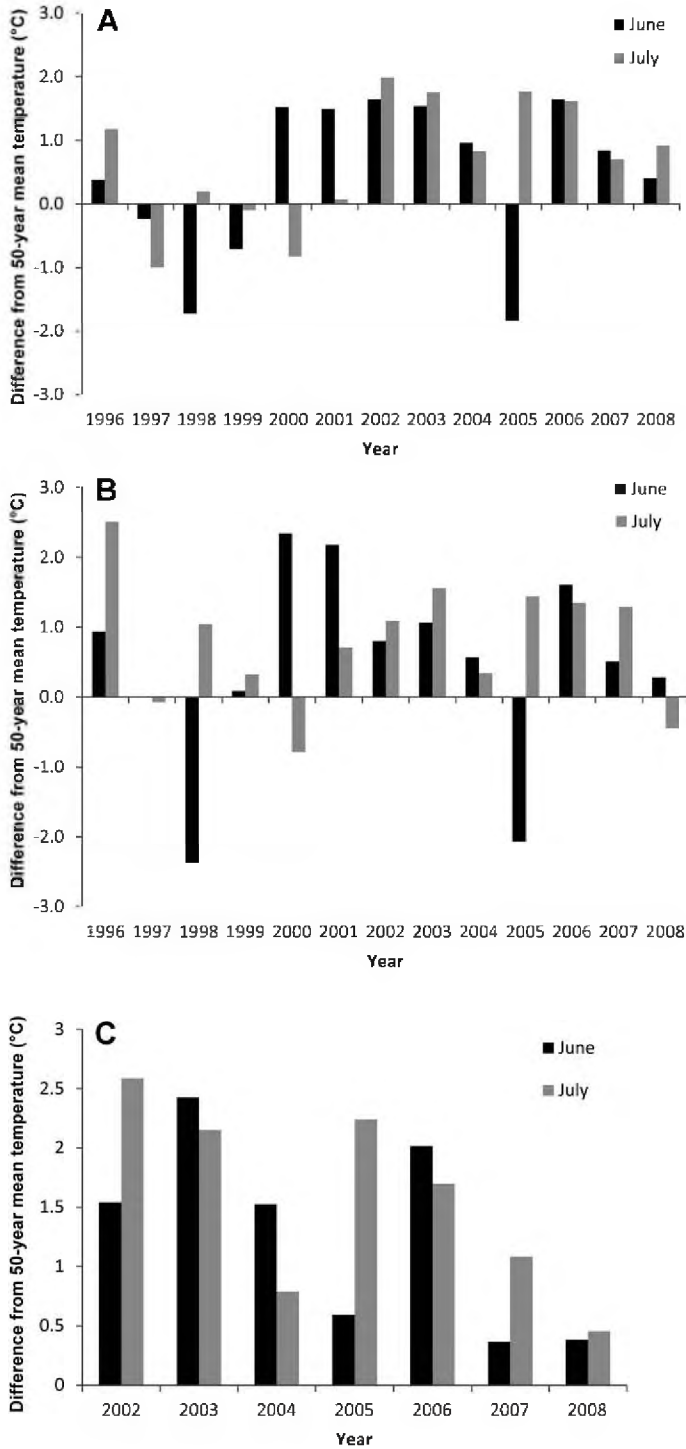 A
June
July
Difference from 50-year mean temperature (°C)
3.0
2.0
1.0
0.0
-1.0
-2.0
-3.0
1996 1997 1998 1999 2000 2001 2002 2003 2004 2005 2006 2007 2008
Year
B
June
July
Difference from 50-year mean temperature (°C)
3.0
2.0
1.0
0.0
-1.0
-2.0
-3.0
1996 1997 1998 1999 2000 2001 2002 2003 2004 2005 2006 2007 2008
Year
C
June
July
Difference from 50-year mean temperature (°C)
3
2.5
2
1.5
1
0.5
0
2002 2003 2004 2005 2006 2007 2008
Year